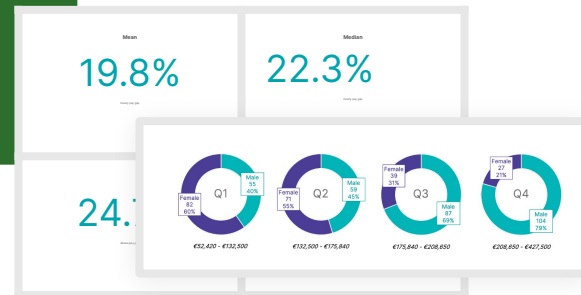 Mean
19.8%
Median
22.3%
24.
Female
82
60%
Male
55
40%
Q1
€52,420 - €132,500
Female
71
55%
Male
59
45%
Q2
€132,500 - €175,840
Female
39
31%
Male
87
69%
Q3
€175,840 - €208,650
Female
27
21%
Male
104
79%
Q4
€208,650 - €427,500